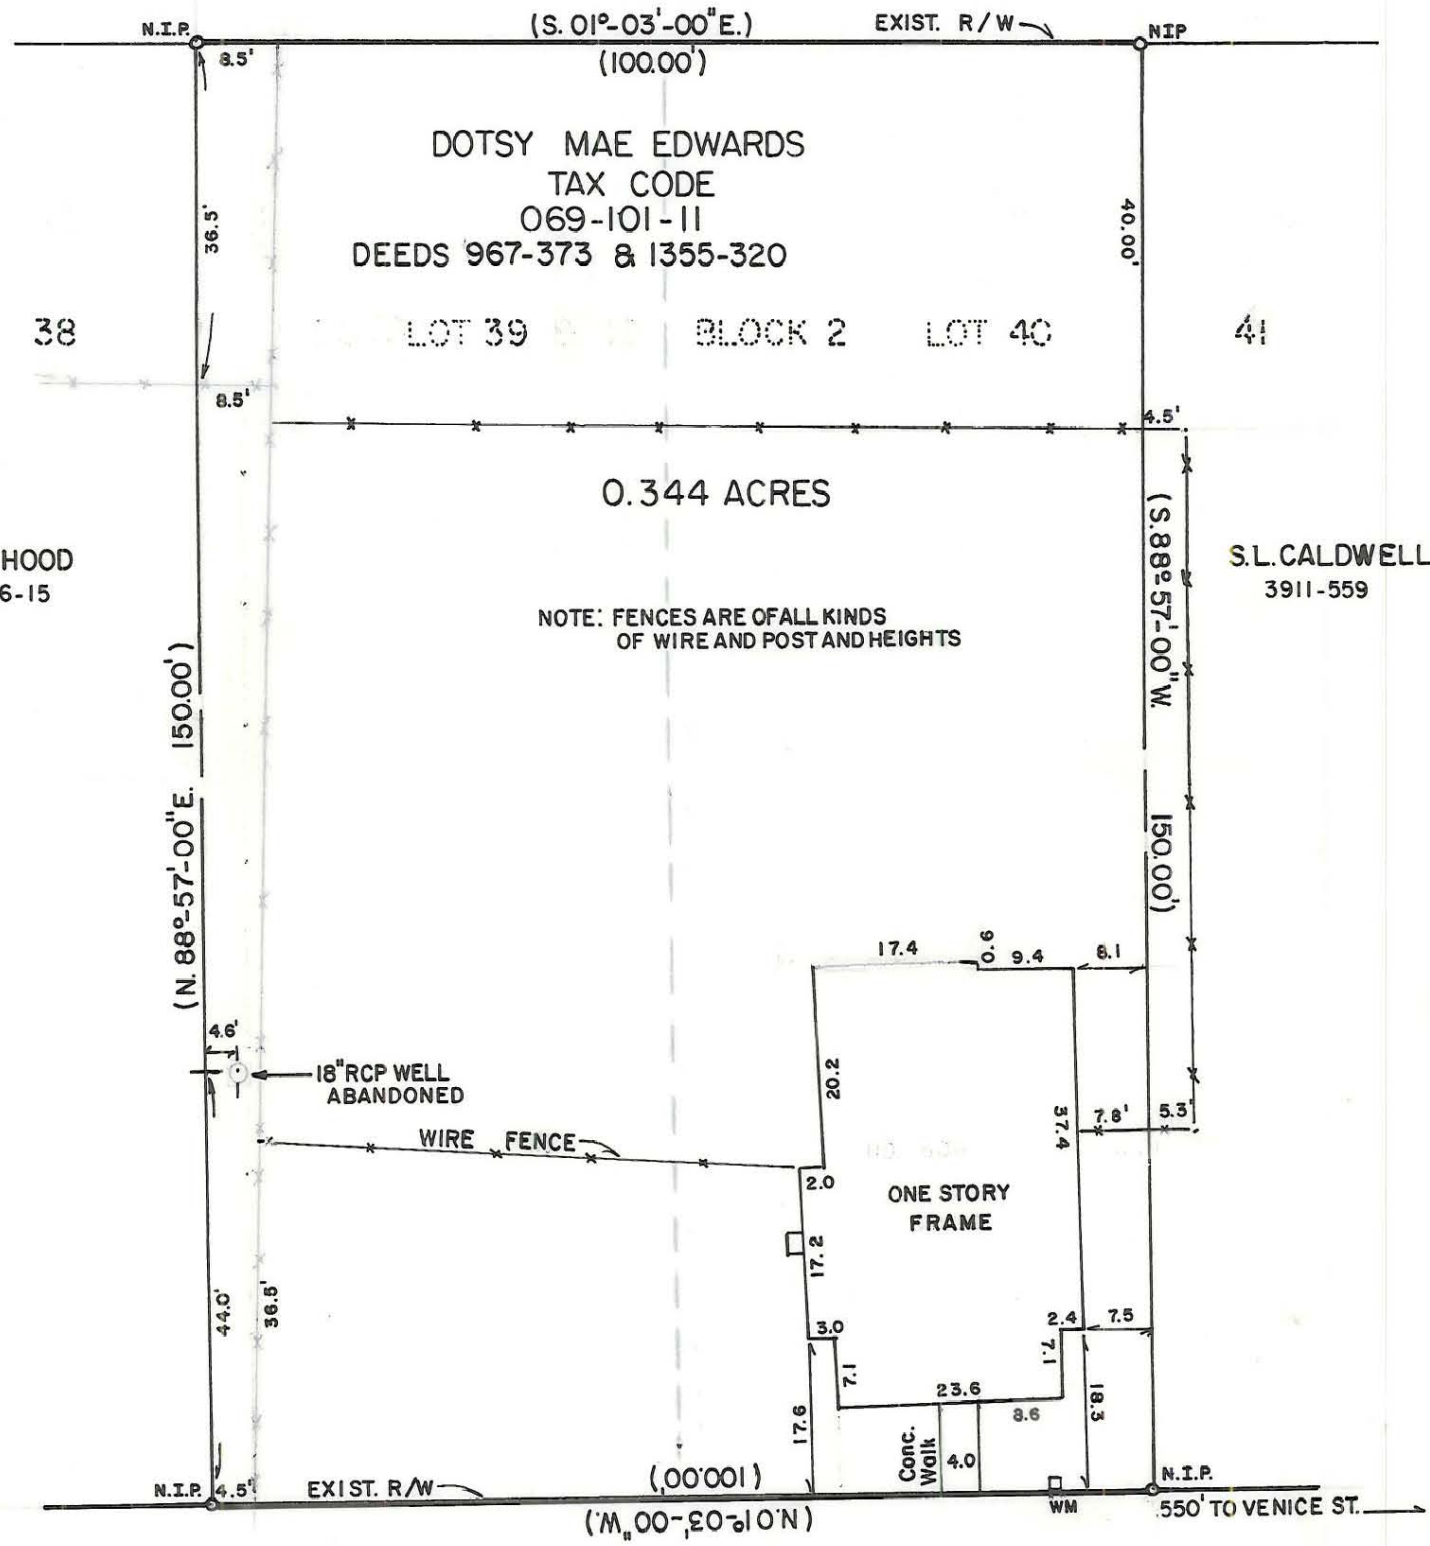 (S. 01°-03'-00"E.)
EXIST. R/W
N.I.P.
NIP
8.5'
(100.00')
DOTSY MAE EDWARDS
TAX CODE
069-101-11
DEEDS 967-373 & 1355-320
36.5'
40.00'
38
LOT 39
BLOCK 2
LOT 40
41
8.5'
4.5'
0.344 ACRES
(S.88°-57'-00"W. 150.00')
HOOD
6-15
S.L.CALDWELL
3911-559
NOTE: FENCES ARE OF ALL KINDS
OF WIRE AND POST AND HEIGHTS
(N. 88°-57'-00"E. 150.00')
17.4
0.6
9.4
8.1
4.6'
18"RCP WELL
ABANDONED
20.2
37.4
7.8'
5.3'
WIRE FENCE
2.0
ONE STORY
FRAME
17.2
44.0'
36.5'
3.0
2.4
7.5
7.1
7.1
23.6
8.6
17.6
18.3
Conc.
Walk
4.0
N.I.P.
4.5'
EXIST. R/W
(100.00')
(N.01°-03'-00"W.)
WM
N.I.P.
550' TO VENICE ST.